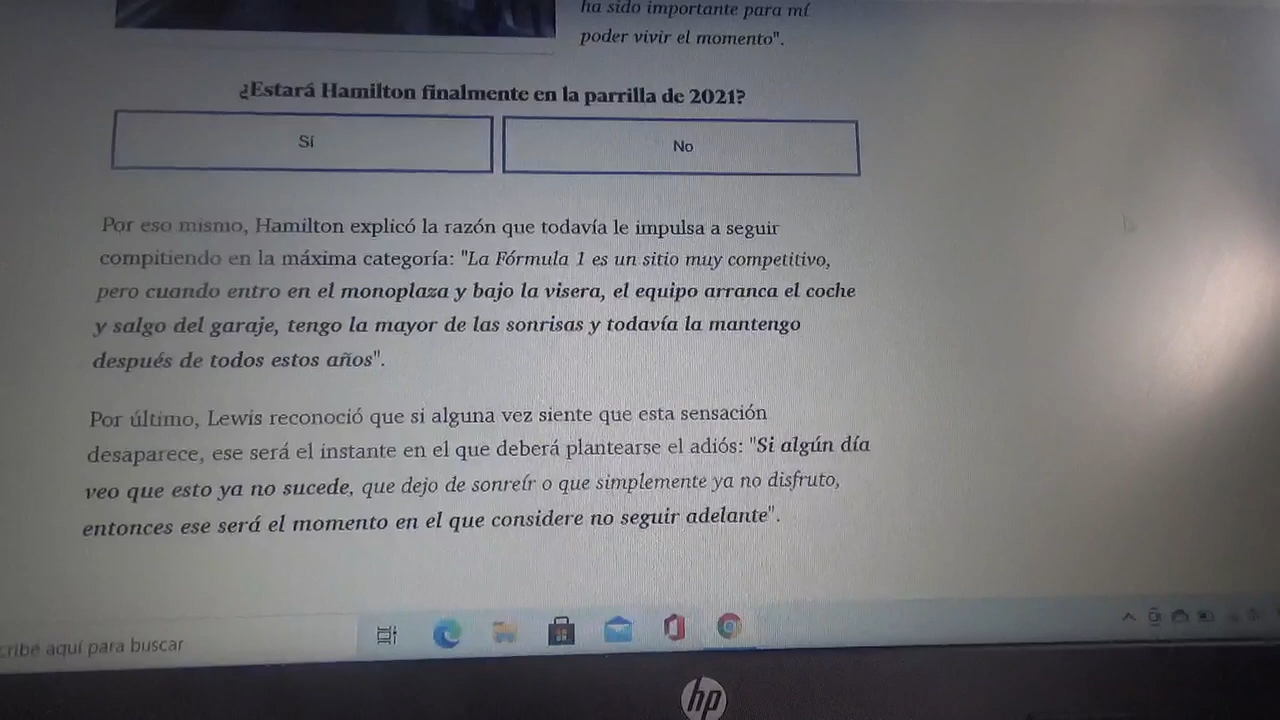 ha sido importante para mí
poder vivir el momento".
¿Estará Hamilton finalmente en la parrilla de 2021?
Sí
No
Por eso mismo, Hamilton explicó la razón que todavía le impulsa a seguir
compitiendo en la máxima categoría: "La Fórmula 1 es un sitio muy competitivo,
pero cuando entro en el monoplaza y bajo la visera, el equipo arranca el coche
y salgo del garaje, tengo la mayor de las sonrisas y todavía la mantengo
después de todos estos años".
Por último, Lewis reconoció que si alguna vez siente que esta sensación
desaparece, ese será el instante en el que deberá plantearse el adiós: "Si algún día
veo que esto ya no sucede, que dejo de sonreír o que simplemente ya no disfruto,
entonces ese será el momento en el que considere no seguir adelante".
cribe aquí para buscar
hp